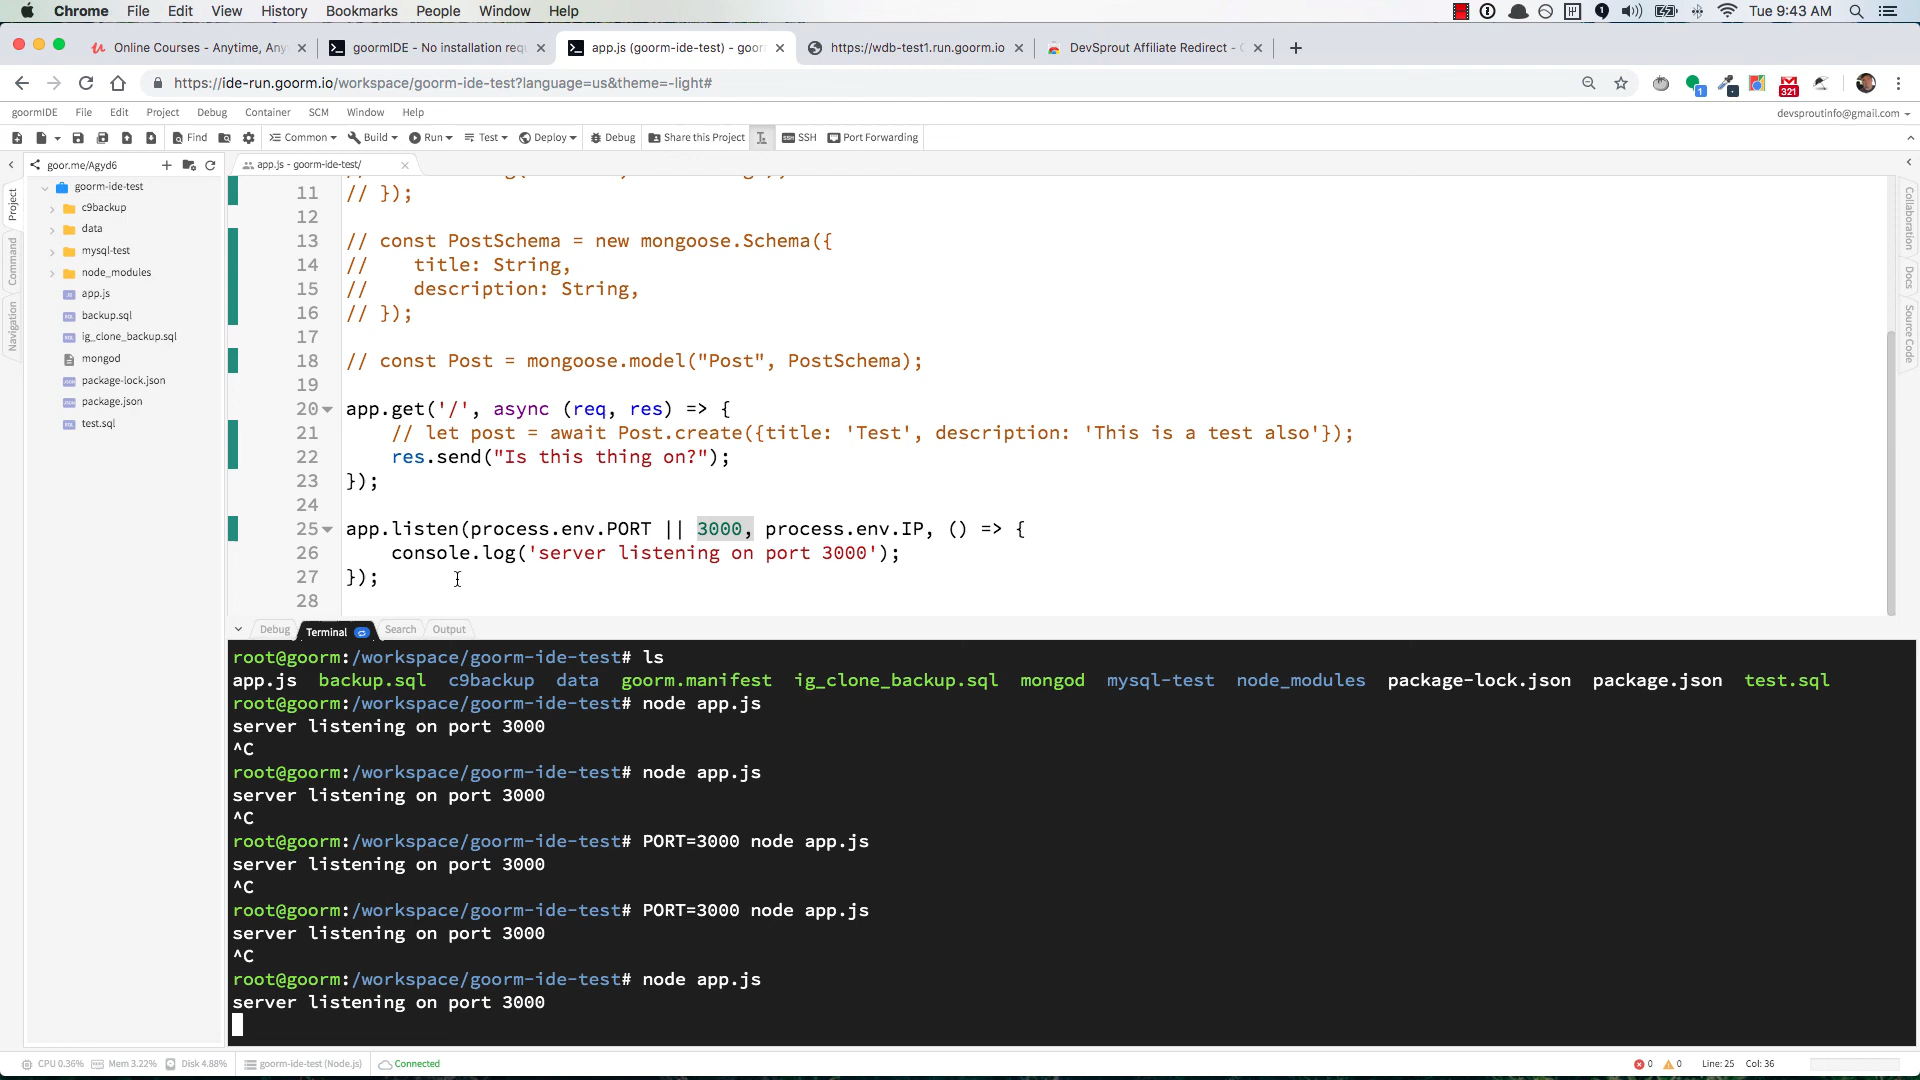 Chrome File Edit View History Bookmarks People Window Help Tue 9:43 AM
Online Courses - Anytime, Any
goormIDE - No installation req
app.js (goorm-ide-test) - goor
https://wdb-test1.run.goorm.io
DevSprout Affiliate Redirect -
https://ide-run.goorm.io/workspace/goorm-ide-test?language=us&theme=-light#
1
321
goormIDE File Edit Project Debug Container SCM Window Help devsproutinfo@gmail.com
Find Common Build Run Test Deploy Debug Share this Project SSH Port Forwarding
goor.me/Agyd6
app.js - goorm-ide-test/
Project
Command
Navigation
goorm-ide-test
c9backup
data
mysql-test
node_modules
app.js
backup.sql
ig_clone_backup.sql
mongod
package-lock.json
package.json
test.sql
11 // });
12
13 // const PostSchema = new mongoose.Schema({
14 // title: String,
15 // description: String,
16 // });
17
18 // const Post = mongoose.model("Post", PostSchema);
19
20 app.get('/', async (req, res) => {
21 // let post = await Post.create({title: 'Test', description: 'This is a test also'});
22 res.send("Is this thing on?");
23 });
24
25 app.listen(process.env.PORT || 3000, process.env.IP, () => {
26 console.log('server listening on port 3000');
27 });
28
Collaboration
Docs
Source Code
Debug Terminal Search Output
root@goorm:/workspace/goorm-ide-test# ls
app.js backup.sql c9backup data goorm.manifest ig_clone_backup.sql mongod mysql-test node_modules package-lock.json package.json test.sql
root@goorm:/workspace/goorm-ide-test# node app.js
server listening on port 3000
^C
root@goorm:/workspace/goorm-ide-test# node app.js
server listening on port 3000
^C
root@goorm:/workspace/goorm-ide-test# PORT=3000 node app.js
server listening on port 3000
^C
root@goorm:/workspace/goorm-ide-test# PORT=3000 node app.js
server listening on port 3000
^C
root@goorm:/workspace/goorm-ide-test# node app.js
server listening on port 3000
CPU 0.36% Mem 3.22% Disk 4.88% goorm-ide-test (Node.js) Connected 0 0 Line: 25 Col: 36